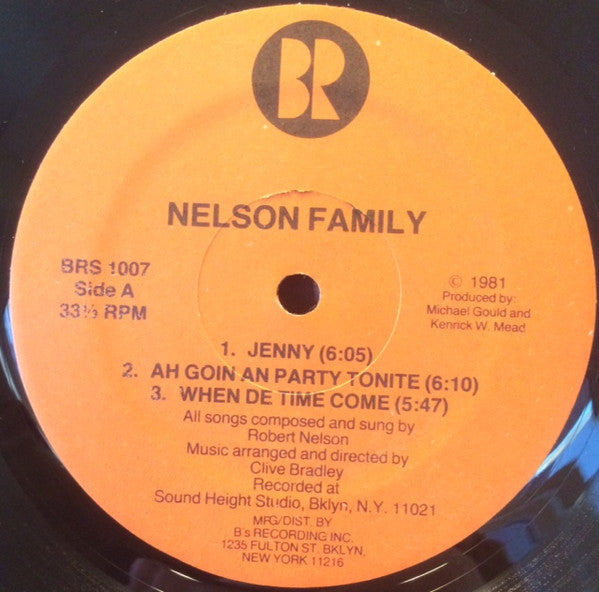 BR
NELSON FAMILY
BRS 1007
Side A
33⅓ RPM
© 1981
Produced by:
Michael Gould and
Kenrick W. Mead
1. JENNY (6:05)
2. AH GOIN AN PARTY TONITE (6:10)
3. WHEN DE TIME COME (5:47)
All songs composed and sung by
Robert Nelson
Music arranged and directed by
Clive Bradley
Recorded at
Sound Height Studio, Bklyn, N.Y. 11021
MFG/DIST. BY
B's RECORDING INC.
1235 FULTON ST. BKLYN,
NEW YORK 11216